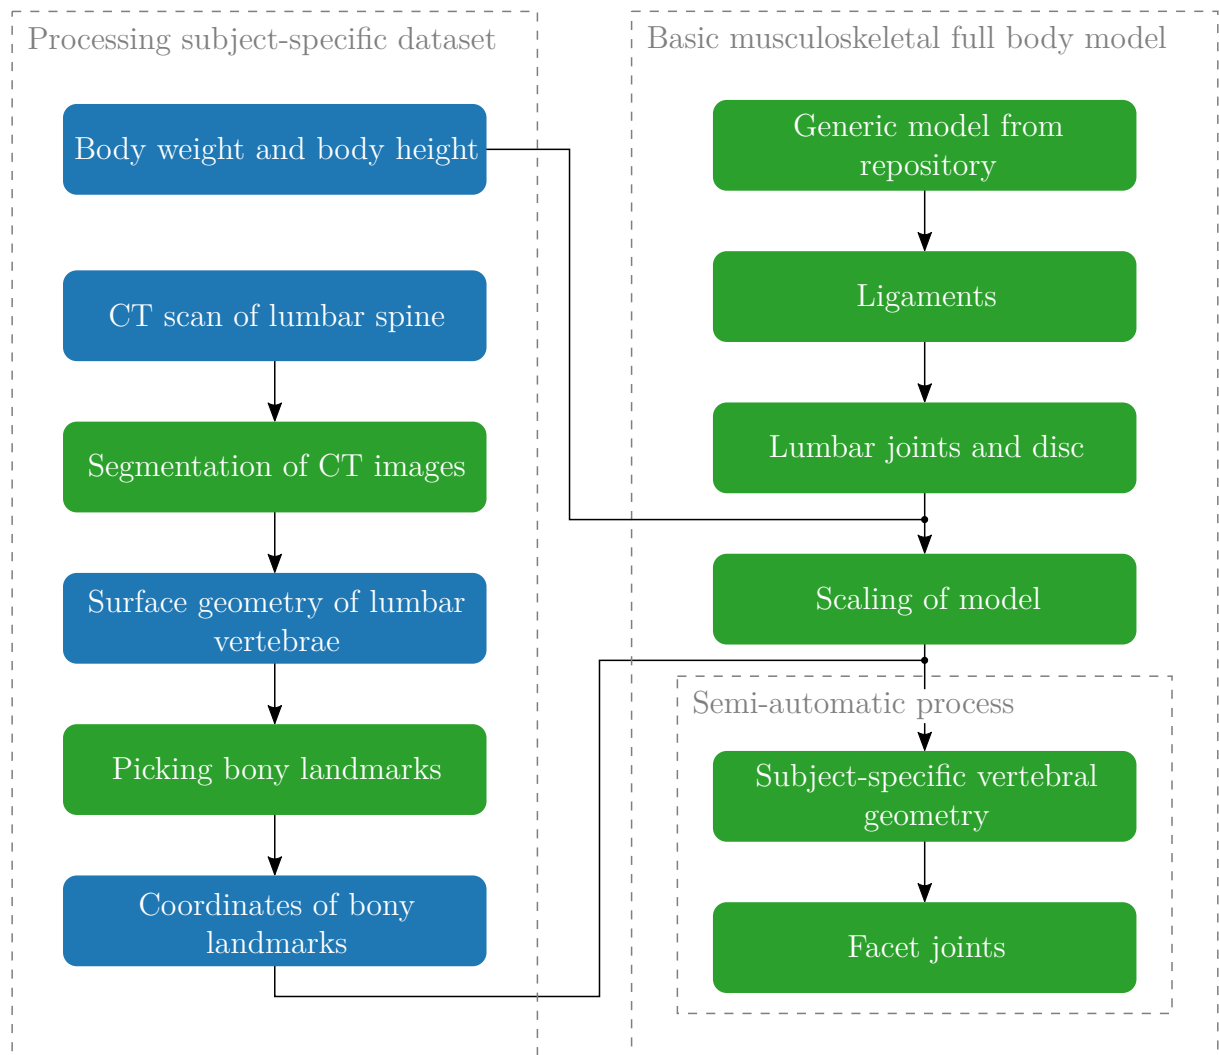 Processing subject-specific dataset
Body weight and body height
CT scan of lumbar spine
Segmentation of CT images
Surface geometry of lumbar
vertebrae
Picking bony landmarks
Coordinates of bony
landmarks
Basic musculoskeletal full body model
Generic model from
repository
Ligaments
Lumbar joints and disc
Scaling of model
Semi-automatic process
Subject-specific vertebral
geometry
Facet joints